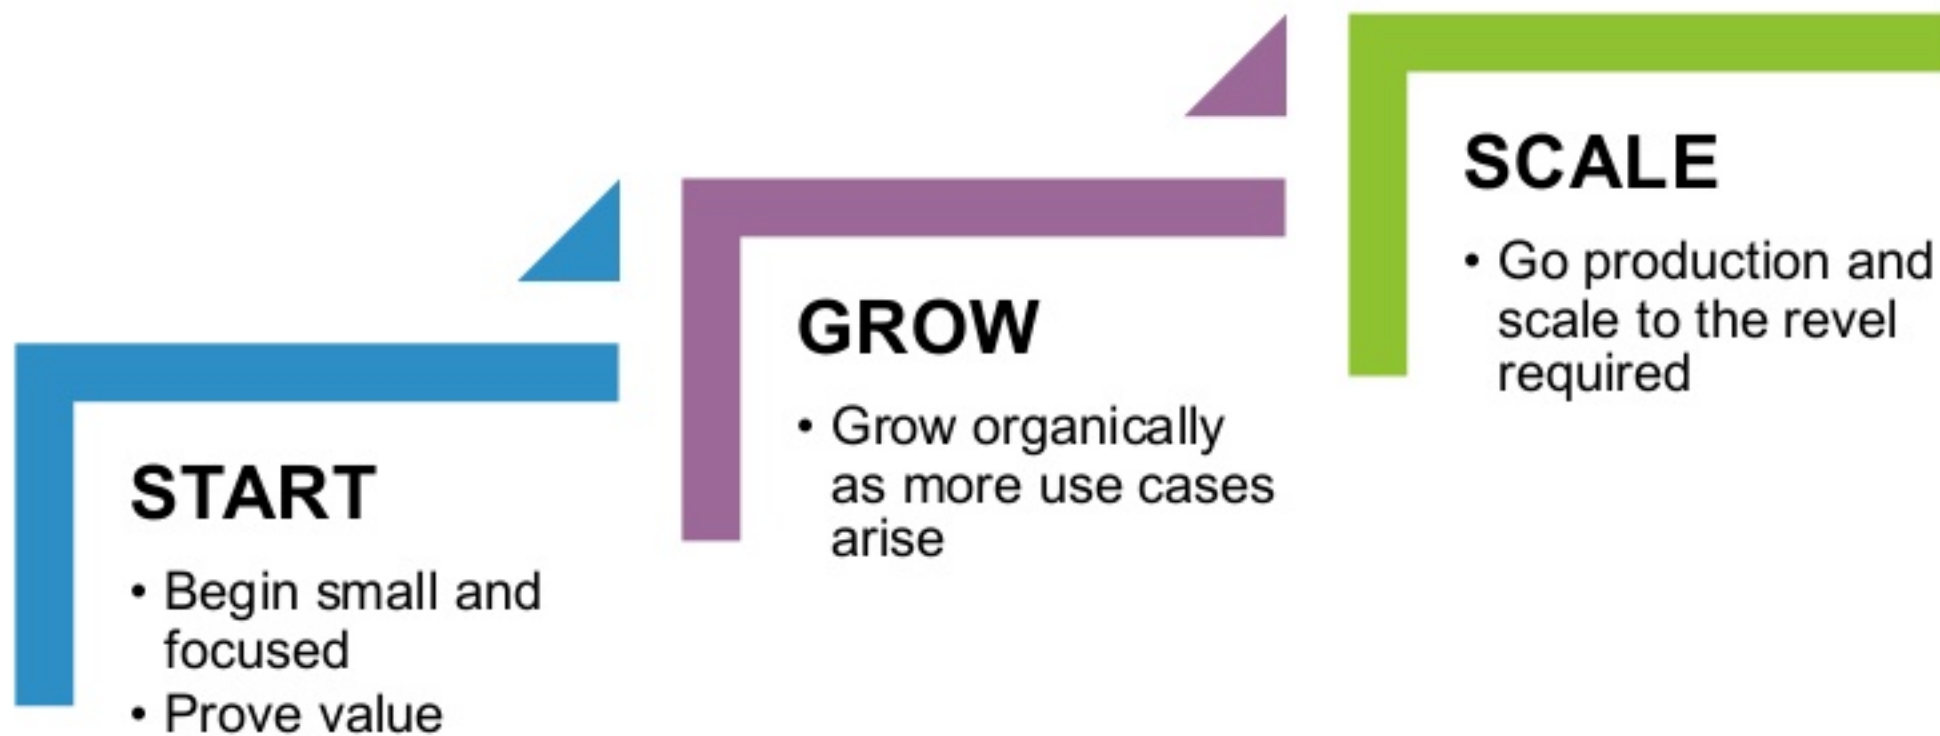 START
• Begin small and
focused
• Prove value
GROW
• Grow organically
as more use cases
arise
SCALE
• Go production and
scale to the revel
required